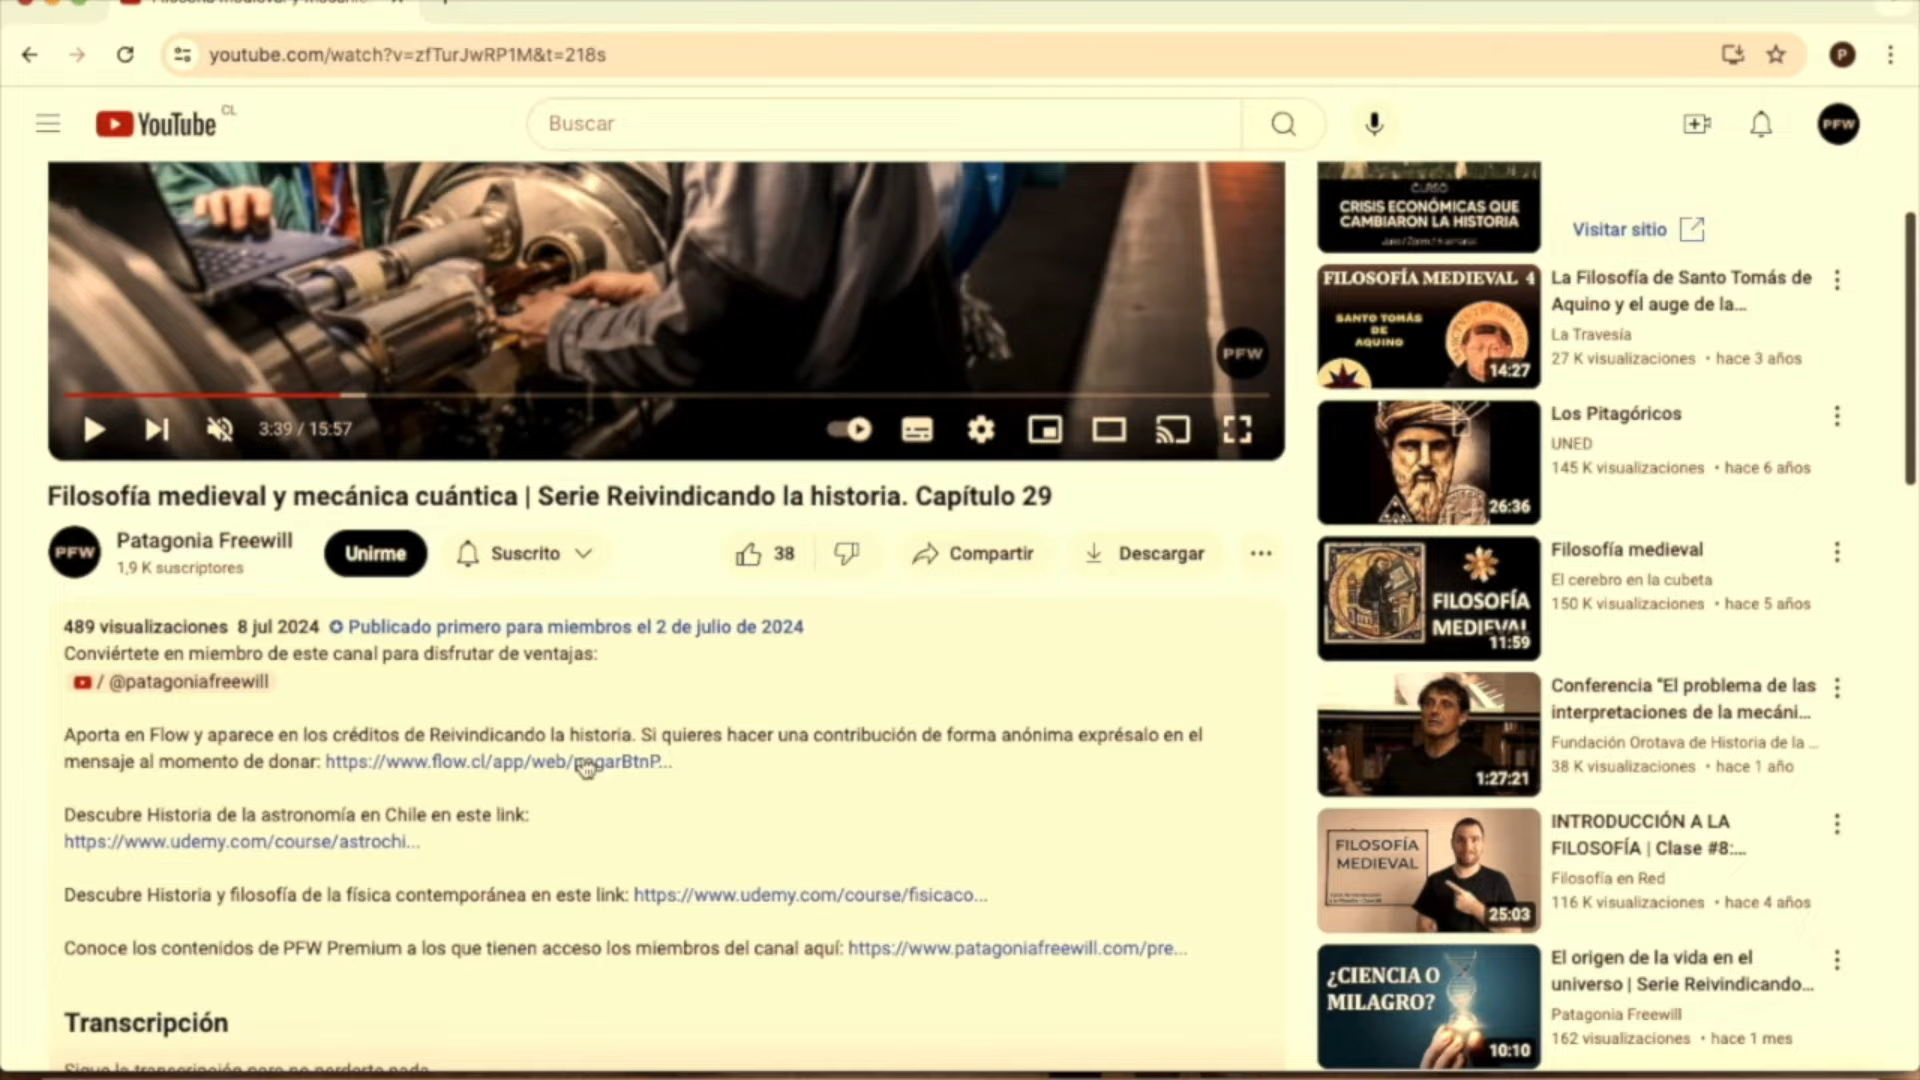 youtube.com/watch?v=zfTurJwRP1M&t=218s
P
YouTube CL
Buscar
PFW
PFW
3:39 / 15:57
Filosofía medieval y mecánica cuántica | Serie Reivindicando la historia. Capítulo 29
PFW
Patagonia Freewill
1,9 K suscriptores
Unirme
Suscrito
38
Compartir
Descargar
489 visualizaciones 8 jul 2024 Publicado primero para miembros el 2 de julio de 2024
Conviértete en miembro de este canal para disfrutar de ventajas:
/ @patagoniafreewill
Aporta en Flow y aparece en los créditos de Reivindicando la historia. Si quieres hacer una contribución de forma anónima exprésalo en el
mensaje al momento de donar: https://www.flow.cl/app/web/pagarBtnP...
Descubre Historia de la astronomía en Chile en este link:
https://www.udemy.com/course/astrochi...
Descubre Historia y filosofía de la física contemporánea en este link: https://www.udemy.com/course/fisicaco...
Conoce los contenidos de PFW Premium a los que tienen acceso los miembros del canal aquí: https://www.patagoniafreewill.com/pre...
Transcripción
CURSO
CRISIS ECONÓMICAS QUE
CAMBIARON LA HISTORIA
Visitar sitio
FILOSOFÍA MEDIEVAL 4
SANTO TOMÁS
DE
AQUINO
14:27
La Filosofía de Santo Tomás de
Aquino y el auge de la...
La Travesía
27 K visualizaciones • hace 3 años
26:36
Los Pitagóricos
UNED
145 K visualizaciones • hace 6 años
FILOSOFÍA
MEDIEVAL
11:59
Filosofía medieval
El cerebro en la cubeta
150 K visualizaciones • hace 5 años
1:27:21
Conferencia "El problema de las
interpretaciones de la mecáni...
Fundación Orotava de Historia de la ...
38 K visualizaciones • hace 1 año
FILOSOFÍA
MEDIEVAL
25:03
INTRODUCCIÓN A LA
FILOSOFÍA | Clase #8:...
Filosofía en Red
116 K visualizaciones • hace 4 años
¿CIENCIA O
MILAGRO?
10:10
El origen de la vida en el
universo | Serie Reivindicando...
Patagonia Freewill
162 visualizaciones • hace 1 mes